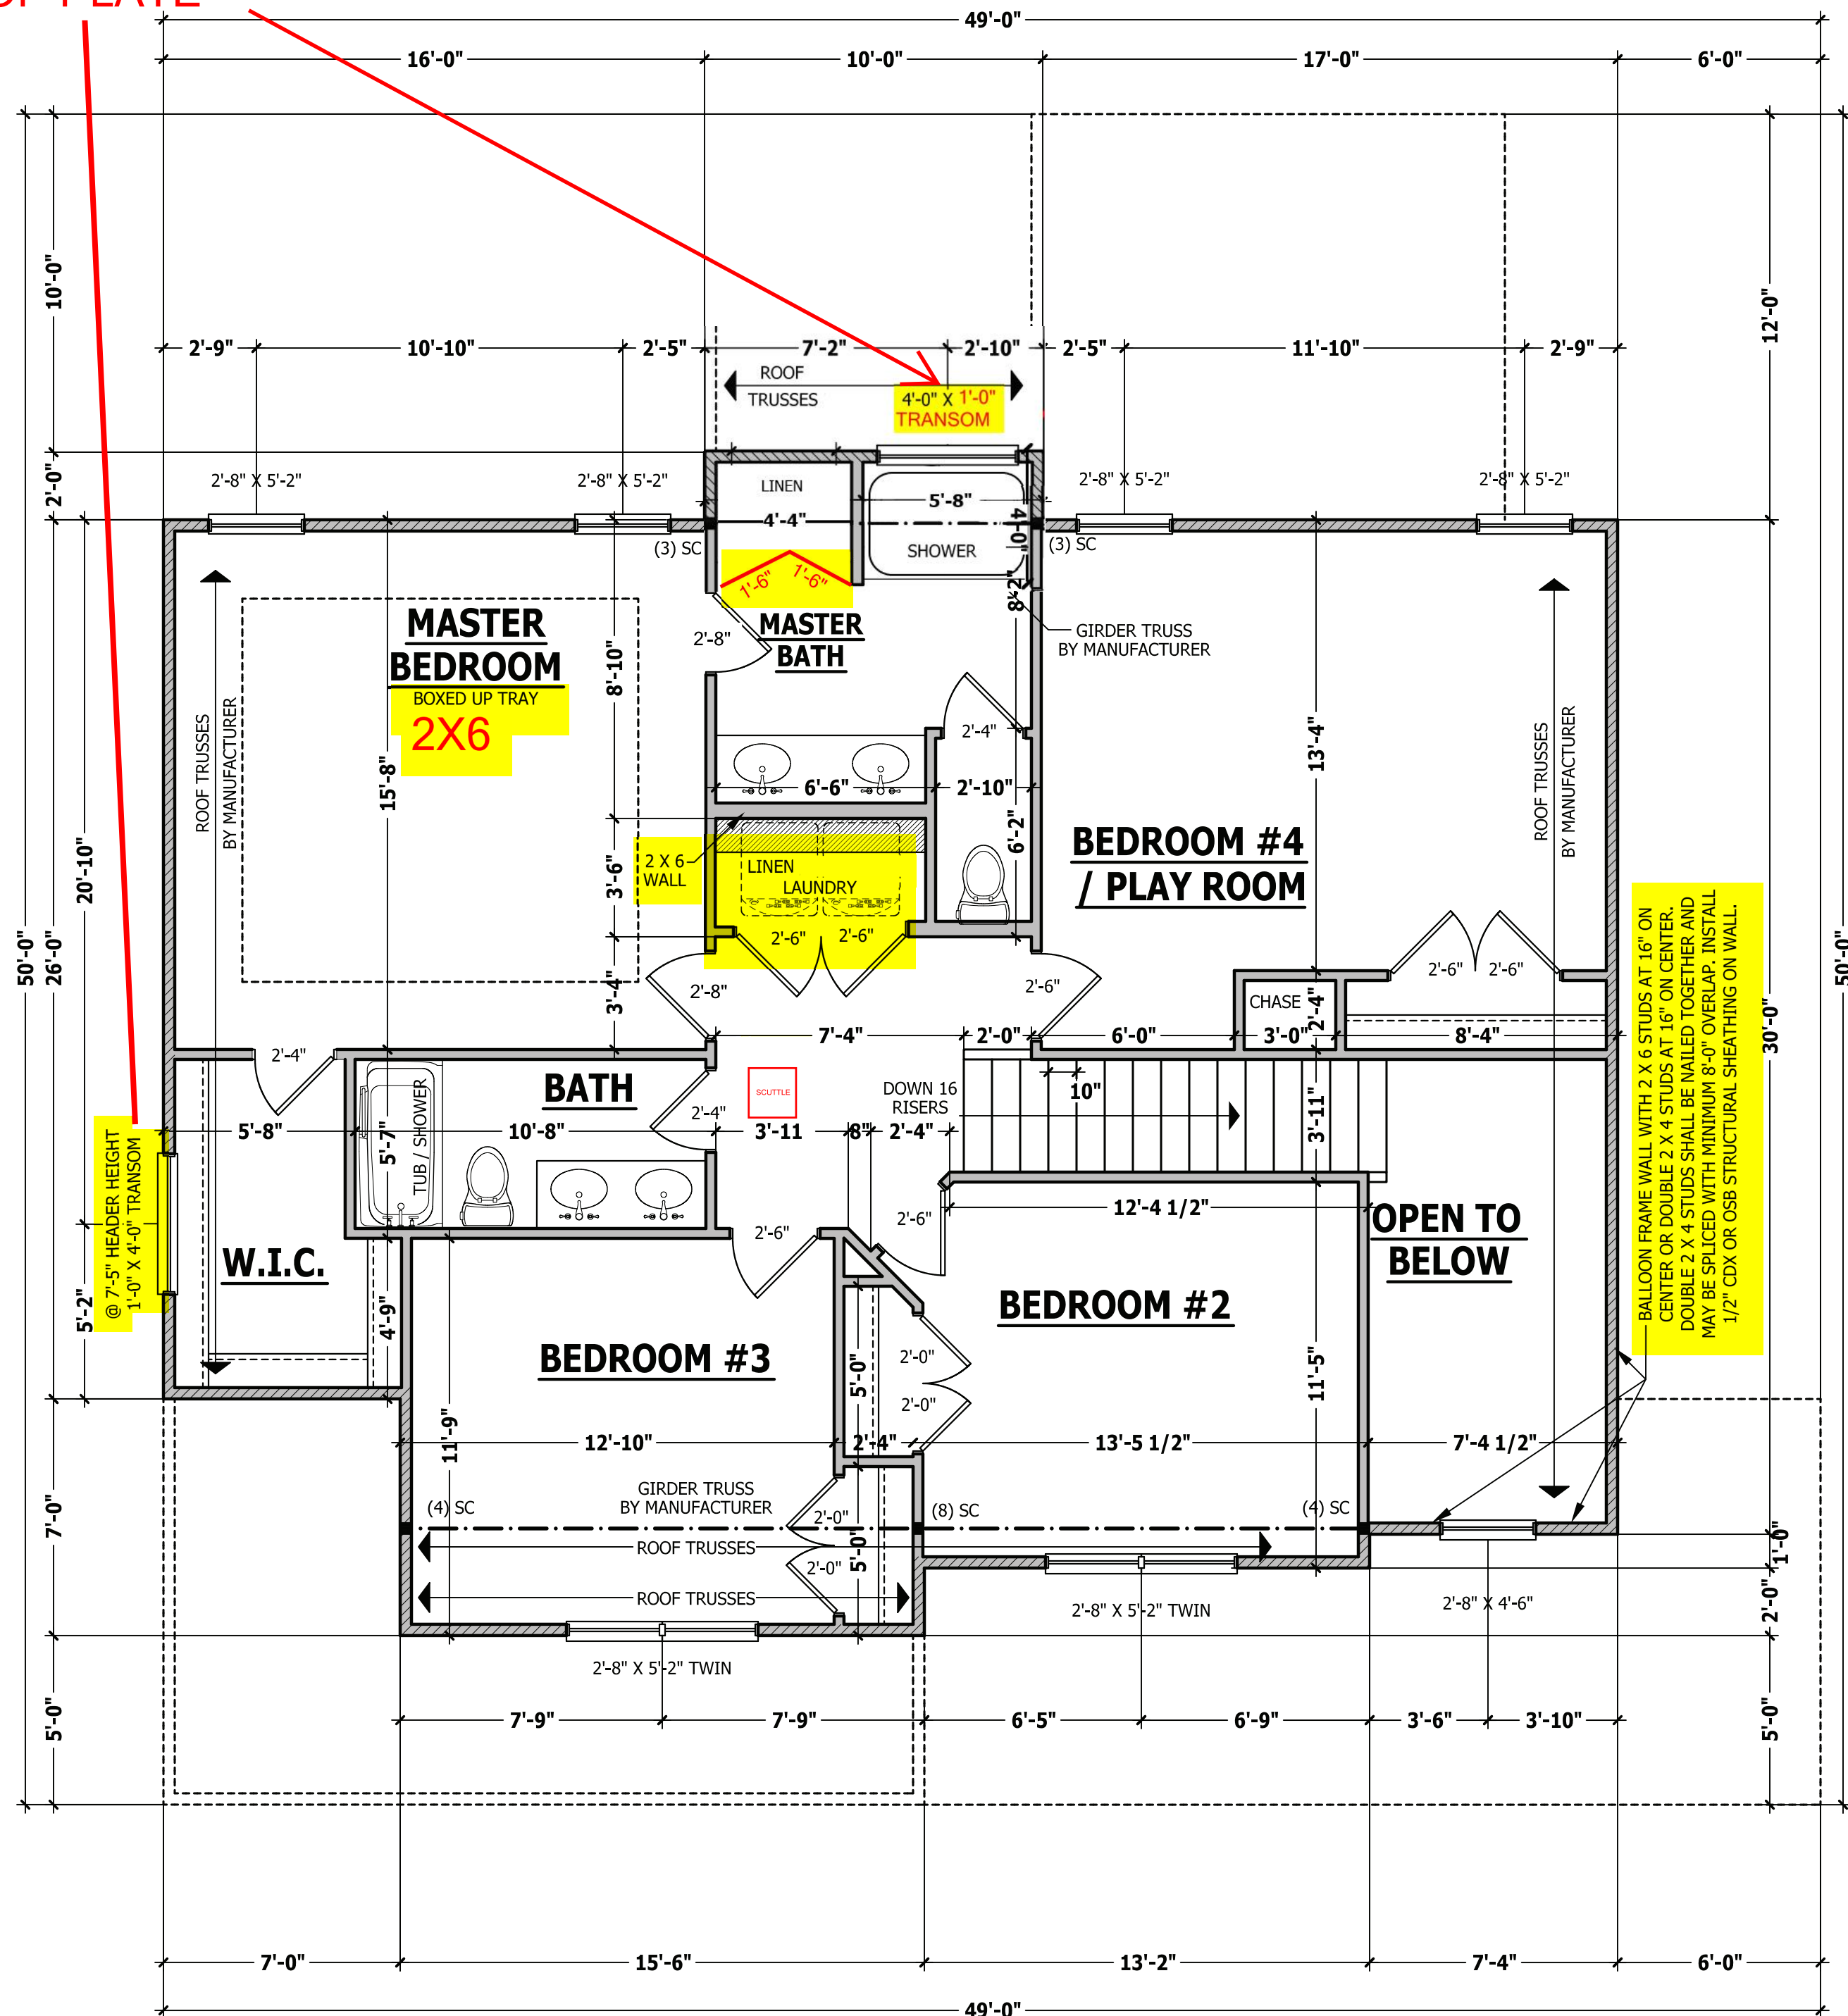 OF PLATE
49'-0"
16'-0"
10'-0"
17'-0"
6'-0"
10'-0"
12'-0"
2'-9"
10'-10"
2'-5"
7'-2"
2'-10"
2'-5"
11'-10"
2'-9"
ROOF
TRUSSES
4'-0" X 1'-0"
TRANSOM
2'-0"
2'-8" X 5'-2"
2'-8" X 5'-2"
2'-8" X 5'-2"
2'-8" X 5'-2"
LINEN
4'-4"
5'-8"
4'-0"
SHOWER
(3) SC
(3) SC
1'-6"
1'-6"
8'-2"
MASTER
BEDROOM
BOXED UP TRAY
2X6
2'-8"
MASTER
BATH
GIRDER TRUSS
BY MANUFACTURER
ROOF TRUSSES
BY MANUFACTURER
15'-8"
8'-10"
2'-4"
13'-4"
ROOF TRUSSES
BY MANUFACTURER
6'-6"
2'-10"
20'-10"
2 X 6
WALL
3'-6"
LINEN
LAUNDRY
6'-2"
2'-6"
2'-6"
BEDROOM #4
/ PLAY ROOM
50'-0"
26'-0"
50'-0"
30'-0"
BALLOON FRAME WALL WITH 2 X 6 STUDS AT 16" ON
CENTER OR DOUBLE 2 X 4 STUDS AT 16" ON CENTER.
DOUBLE 2 X 4 STUDS SHALL BE NAILED TOGETHER AND
MAY BE SPLICED WITH MINIMUM 8'-0" OVERLAP. INSTALL
1/2" CDX OR OSB STRUCTURAL SHEATHING ON WALL.
3'-4"
2'-8"
2'-6"
2'-6"
2'-6"
CHASE
2'-4"
7'-4"
2'-0"
6'-0"
3'-0"
8'-4"
2'-4"
BATH
TUB / SHOWER
SCUTTLE
DOWN 16
RISERS
10"
2'-4"
5'-8"
5'-7"
10'-8"
3'-11
8"
2'-4"
3'-11"
@ 7'-5" HEADER HEIGHT
1'-0" X 4'-0" TRANSOM
5'-2"
W.I.C.
4'-9"
2'-6"
2'-6"
12'-4 1/2"
OPEN TO
BELOW
BEDROOM #2
BEDROOM #3
2'-0"
2'-0"
5'-0"
11'-5"
11'-9"
12'-10"
2'-4"
13'-5 1/2"
7'-4 1/2"
GIRDER TRUSS
BY MANUFACTURER
(4) SC
(8) SC
(4) SC
7'-0"
2'-0"
ROOF TRUSSES
2'-0"
5'-0"
ROOF TRUSSES
1'-0"
2'-0"
2'-8" X 5'-2" TWIN
2'-8" X 4'-6"
2'-8" X 5'-2" TWIN
5'-0"
5'-0"
7'-9"
7'-9"
6'-5"
6'-9"
3'-6"
3'-10"
7'-0"
15'-6"
13'-2"
7'-4"
6'-0"
49'-0"